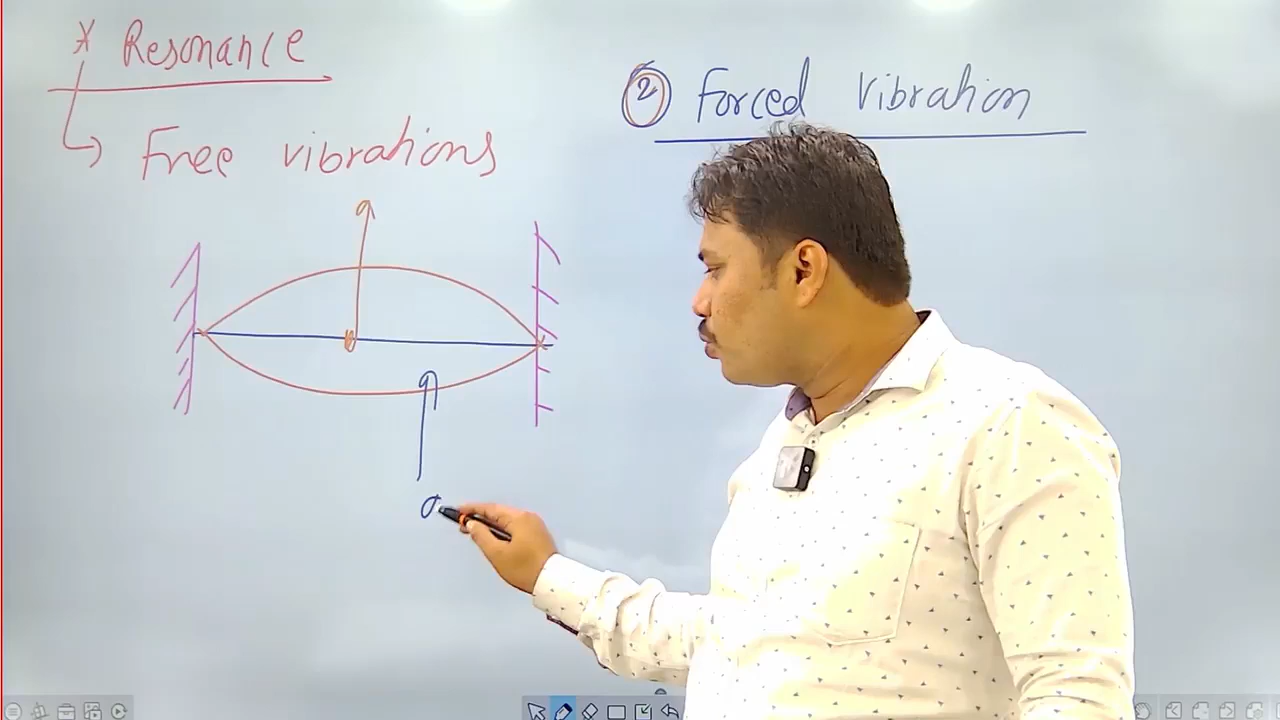 * Resonance
Free vibrations
② Forced Vibration